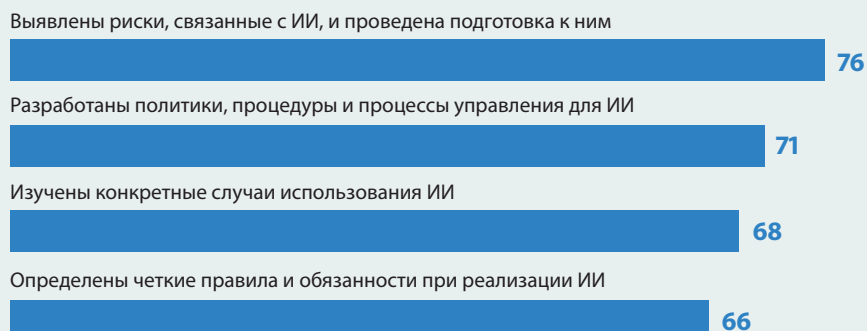 Выявлены риски, связанные с ИИ, и проведена подготовка к ним
76
Разработаны политики, процедуры и процессы управления для ИИ
71
Изучены конкретные случаи использования ИИ
68
Определены четкие правила и обязанности при реализации ИИ
66